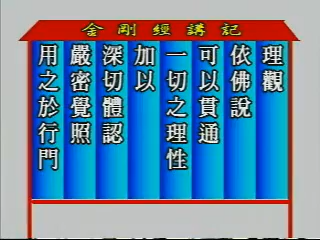 金剛經講記
理觀
依佛說
可以貫通
一切之理性
加以
深切體認
嚴密覺照
用之於行門